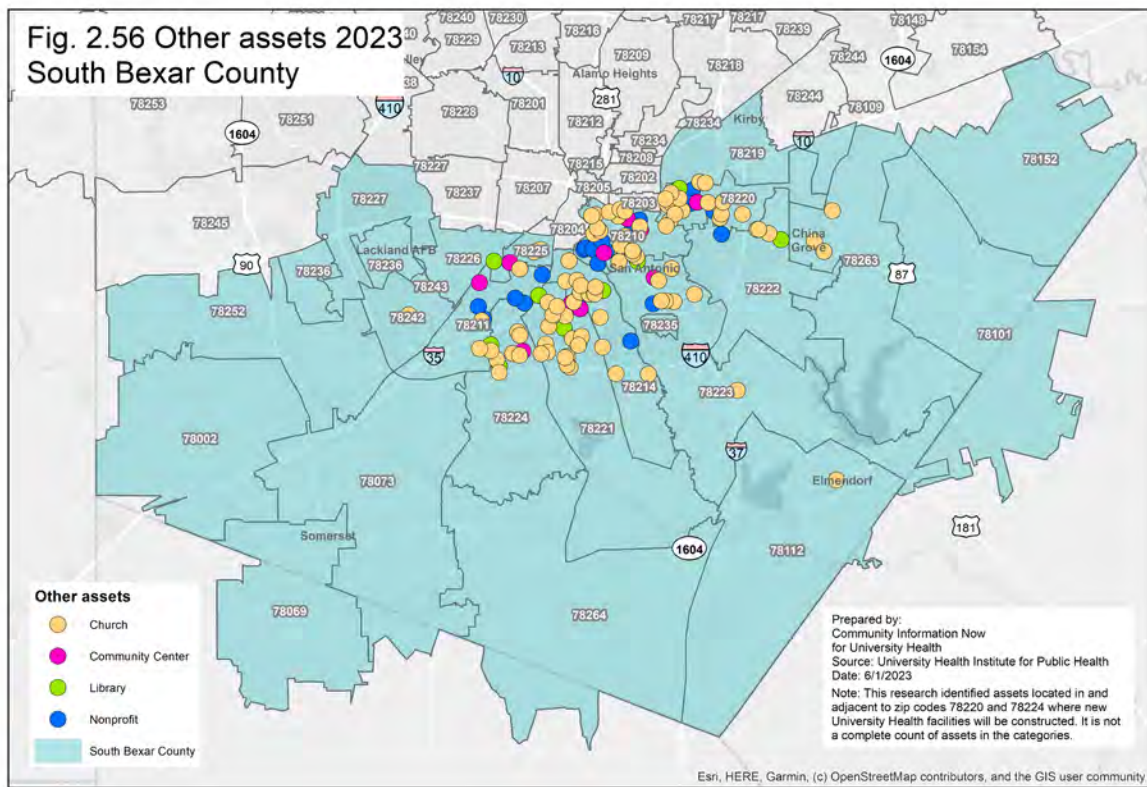 Fig. 2.56 Other assets 2023
South Bexar County
78240
78230
78216
78217
78217
78148
78229
78213
78209
78239
78154
78218
78244
1604
10
Alamo Heights
78253
410
78228
78201
281
78244
78109
78251
78212
1604
78234
78234
Kirby
10
78152
78227
78215
78208
78219
78237
78207
78205
78202
78227
78203
78220
78245
78204
78210
China
Grove
Lackland AFB
78226
78225
78263
90
78236
78236
San Antonio
87
78243
78222
78252
78242
78211
78235
78101
35
410
78214
78223
78224
78221
78002
37
78073
Elmendorf
Somerset
181
1604
78112
78069
78264
Other assets
Church
Community Center
Library
Nonprofit
South Bexar County
Prepared by:
Community Information Now
for University Health
Source: University Health Institute for Public Health
Date: 6/1/2023
Note: This research identified assets located in and
adjacent to zip codes 78220 and 78224 where new
University Health facilities will be constructed. It is not
a complete count of assets in the categories.
Esri, HERE, Garmin, (c) OpenStreetMap contributors, and the GIS user community